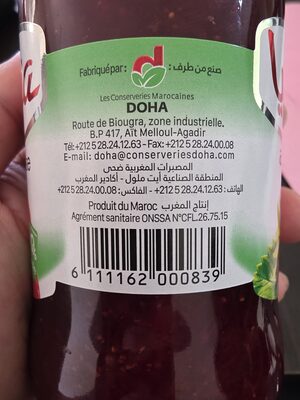 Fabriqué par :
صنع من طرف :
Les Conserveries Marocaines
DOHA
Route de Biougra, zone industrielle.
B.P 417, Aït Melloul-Agadir
Tél: +212 5 28.24.12.63 - Fax: +212 5 28.24.00.08
E-mail: doha@conserveriesdoha.com
المصبرات المغربية ضحى
المنطقة الصناعية أيت ملول - أكادير المغرب
الهاتف : 212 5 28.24.12.63+ - الفاكس : 212 5 28.24.00.08+
Produit du Maroc إنتاج المغرب
Agrément sanitaire ONSSA N°CFL.26.75.15
6 111162 000839